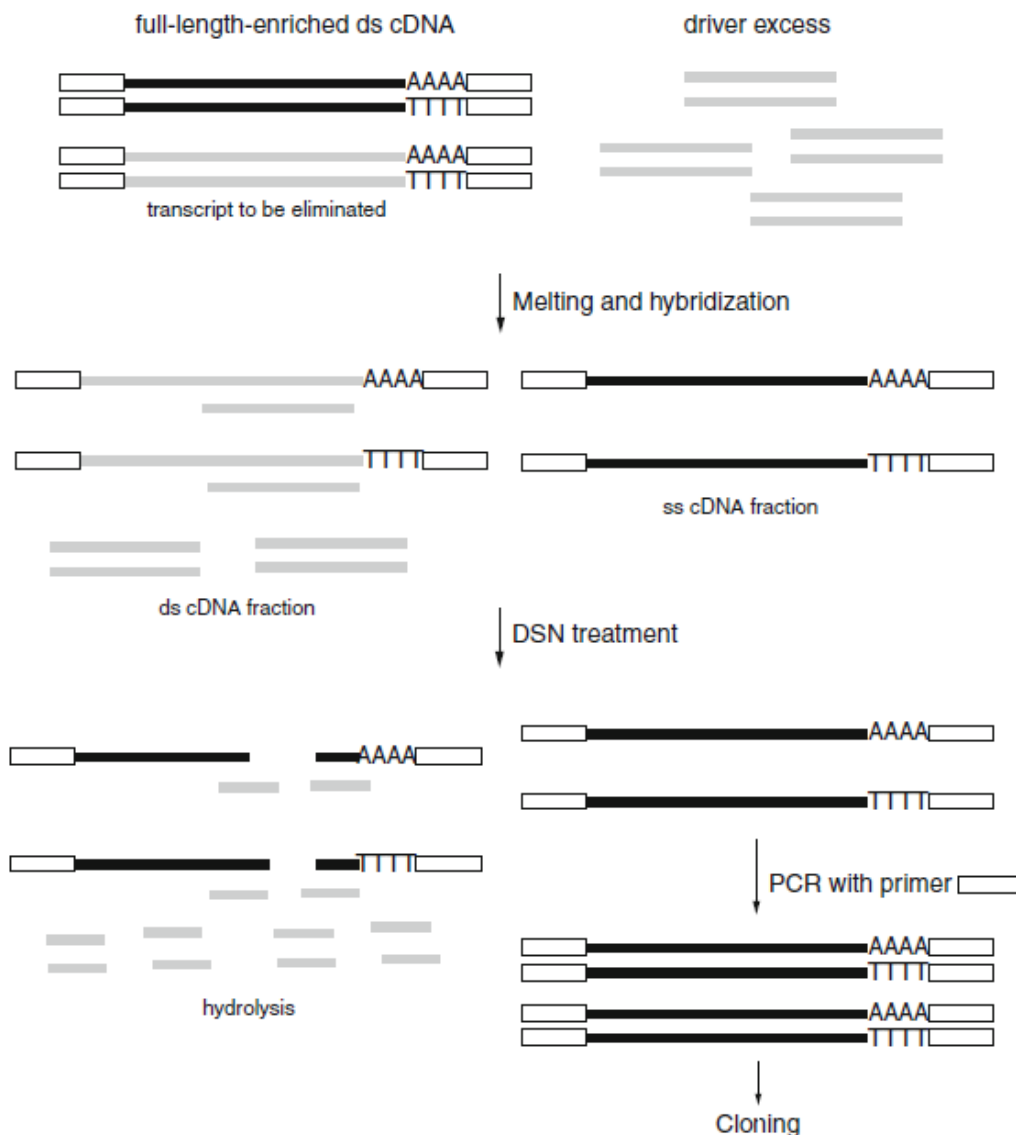 full-length-enriched ds cDNA
driver excess
AAAA
TTTT
AAAA
TTTT
transcript to be eliminated
Melting and hybridization
AAAA
AAAA
TTTT
TTTT
ss cDNA fraction
ds cDNA fraction
DSN treatment
AAAA
AAAA
TTTT
TTTT
PCR with primer
AAAA
TTTT
hydrolysis
AAAA
TTTT
Cloning